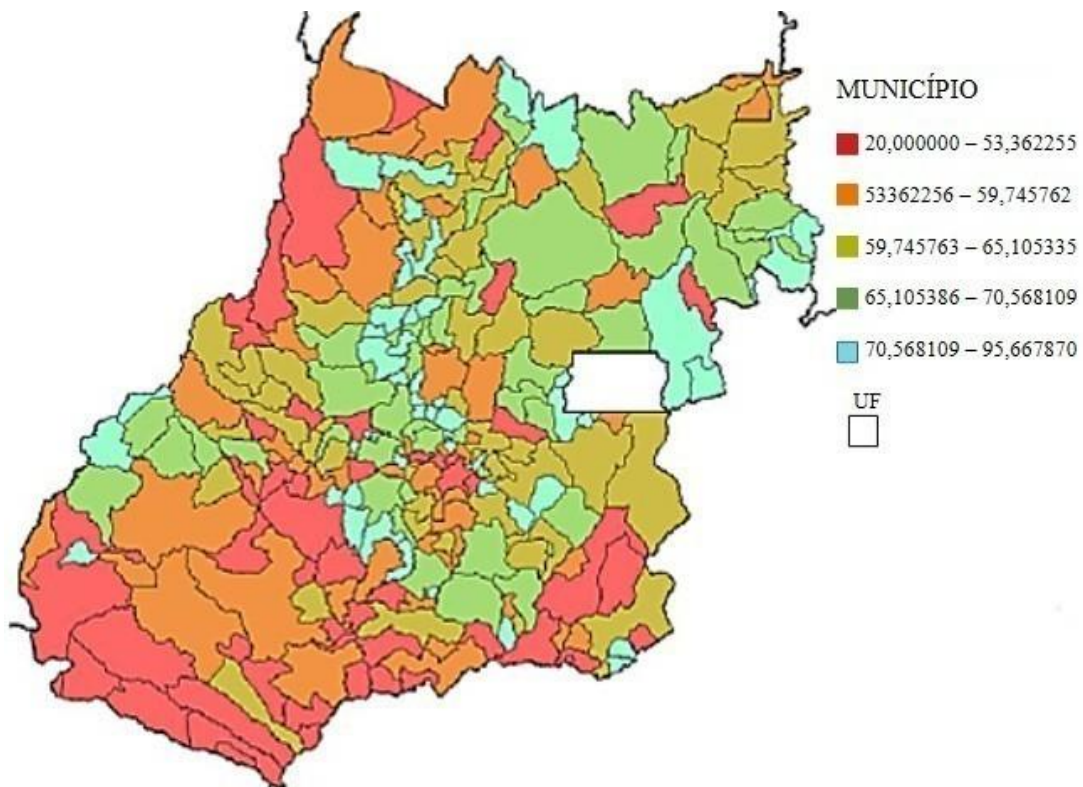 MUNICÍPIO
20,000000 – 53,362255
53362256 – 59,745762
59,745763 – 65,105335
65,105386 – 70,568109
70,568109 – 95,667870
UF